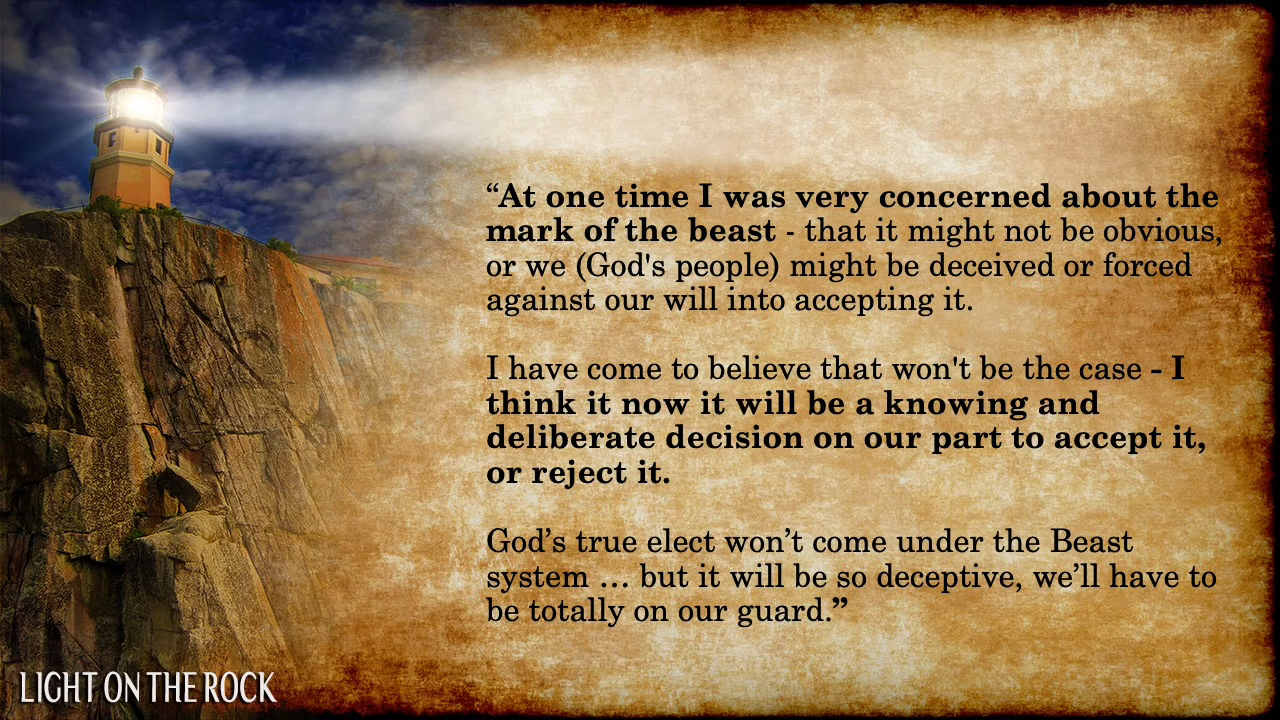 “At one time I was very concerned about the
mark of the beast - that it might not be obvious,
or we (God's people) might be deceived or forced
against our will into accepting it.
I have come to believe that won't be the case - I
think it now it will be a knowing and
deliberate decision on our part to accept it,
or reject it.
God’s true elect won’t come under the Beast
system … but it will be so deceptive, we’ll have to
be totally on our guard.”
LIGHT ON THE ROCK